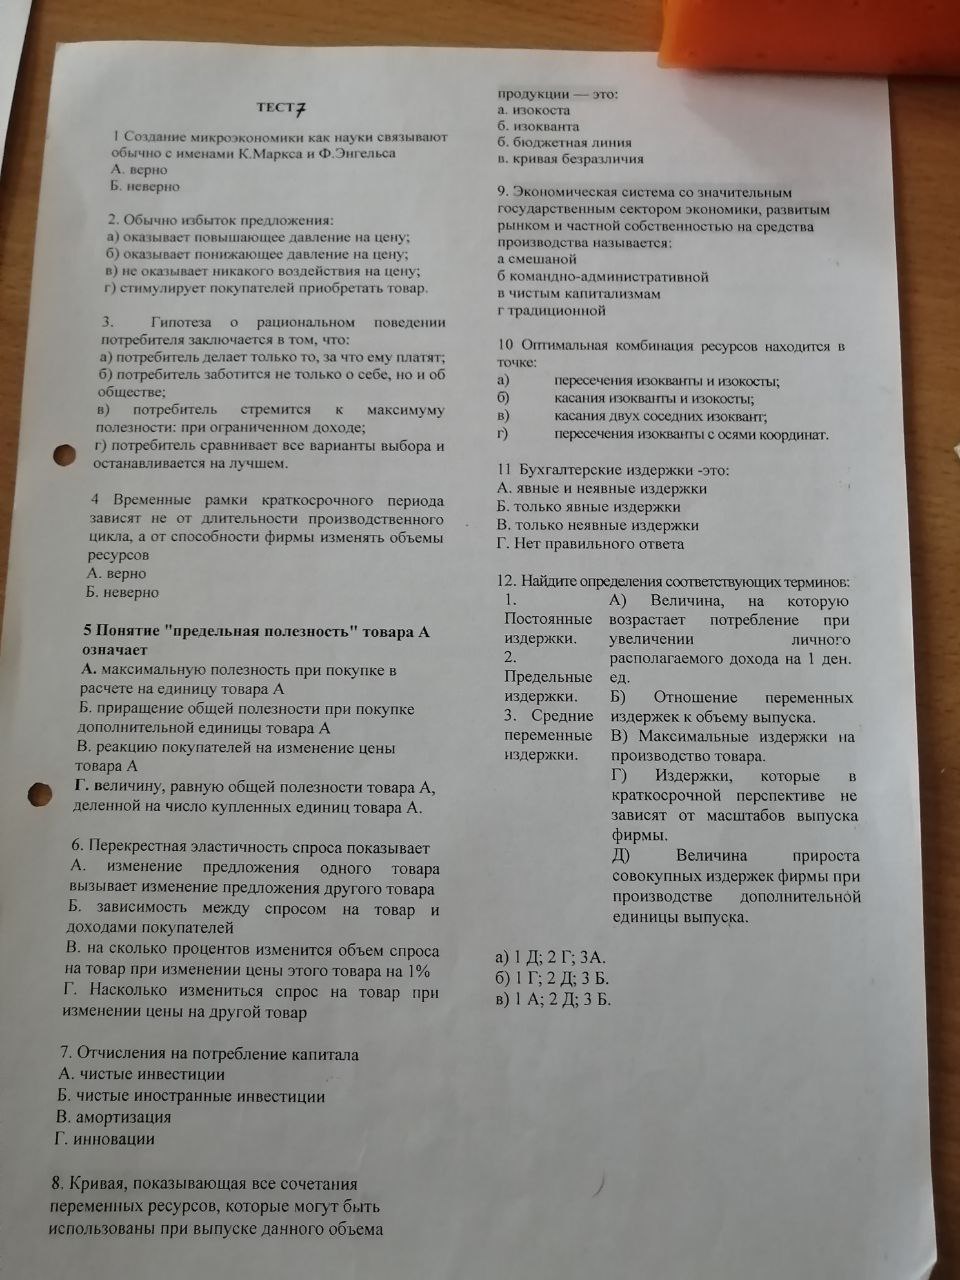 ТЕСТ 7
1 Создание микроэкономики как науки связывают
обычно с именами К.Маркса и Ф.Энгельса
А. верно
Б. неверно
2. Обычно избыток предложения:
а) оказывает повышающее давление на цену;
б) оказывает понижающее давление на цену;
в) не оказывает никакого воздействия на цену;
г) стимулирует покупателей приобретать товар.
3. Гипотеза о рациональном поведении
потребителя заключается в том, что:
а) потребитель делает только то, за что ему платят;
б) потребитель заботится не только о себе, но и об
обществе;
в) потребитель стремится к максимуму
полезности: при ограниченном доходе;
г) потребитель сравнивает все варианты выбора и
останавливается на лучшем.
4 Временные рамки краткосрочного периода
зависят не от длительности производственного
цикла, а от способности фирмы изменять объемы
ресурсов
А. верно
Б. неверно
5 Понятие "предельная полезность" товара А
означает
А. максимальную полезность при покупке в
расчете на единицу товара А
Б. приращение общей полезности при покупке
дополнительной единицы товара А
В. реакцию покупателей на изменение цены
товара А
Г. величину, равную общей полезности товара А,
деленной на число купленных единиц товара А.
6. Перекрестная эластичность спроса показывает
А. изменение предложения одного товара
вызывает изменение предложения другого товара
Б. зависимость между спросом на товар и
доходами покупателей
В. на сколько процентов изменится объем спроса
на товар при изменении цены этого товара на 1%
Г. Насколько измениться спрос на товар при
изменении цены на другой товар
7. Отчисления на потребление капитала
А. чистые инвестиции
Б. чистые иностранные инвестиции
В. амортизация
Г. инновации
8. Кривая, показывающая все сочетания
переменных ресурсов, которые могут быть
использованы при выпуске данного объема
продукции — это:
а. изокоста
б. изокванта
б. бюджетная линия
в. кривая безразличия
9. Экономическая система со значительным
государственным сектором экономики, развитым
рынком и частной собственностью на средства
производства называется:
а смешаной
б командно-административной
в чистым капитализмам
г традиционной
10 Оптимальная комбинация ресурсов находится в
точке:
а) пересечения изокванты и изокосты;
б) касания изокванты и изокосты;
в) касания двух соседних изоквант;
г) пересечения изокванты с осями координат.
11 Бухгалтерские издержки -это:
А. явные и неявные издержки
Б. только явные издержки
В. только неявные издержки
Г. Нет правильного ответа
12. Найдите определения соответствующих терминов:
1.
Постоянные
издержки.
2.
Предельные
издержки.
3. Средние
переменные
издержки.
А) Величина, на которую
возрастает потребление при
увеличении личного
располагаемого дохода на 1 ден.
ед.
Б) Отношение переменных
издержек к объему выпуска.
В) Максимальные издержки на
производство товара.
Г) Издержки, которые в
краткосрочной перспективе не
зависят от масштабов выпуска
фирмы.
Д) Величина прироста
совокупных издержек фирмы при
производстве дополнительной
единицы выпуска.
а) 1 Д; 2 Г; 3А.
б) 1 Г; 2 Д; 3 Б.
в) 1 А; 2 Д; 3 Б.